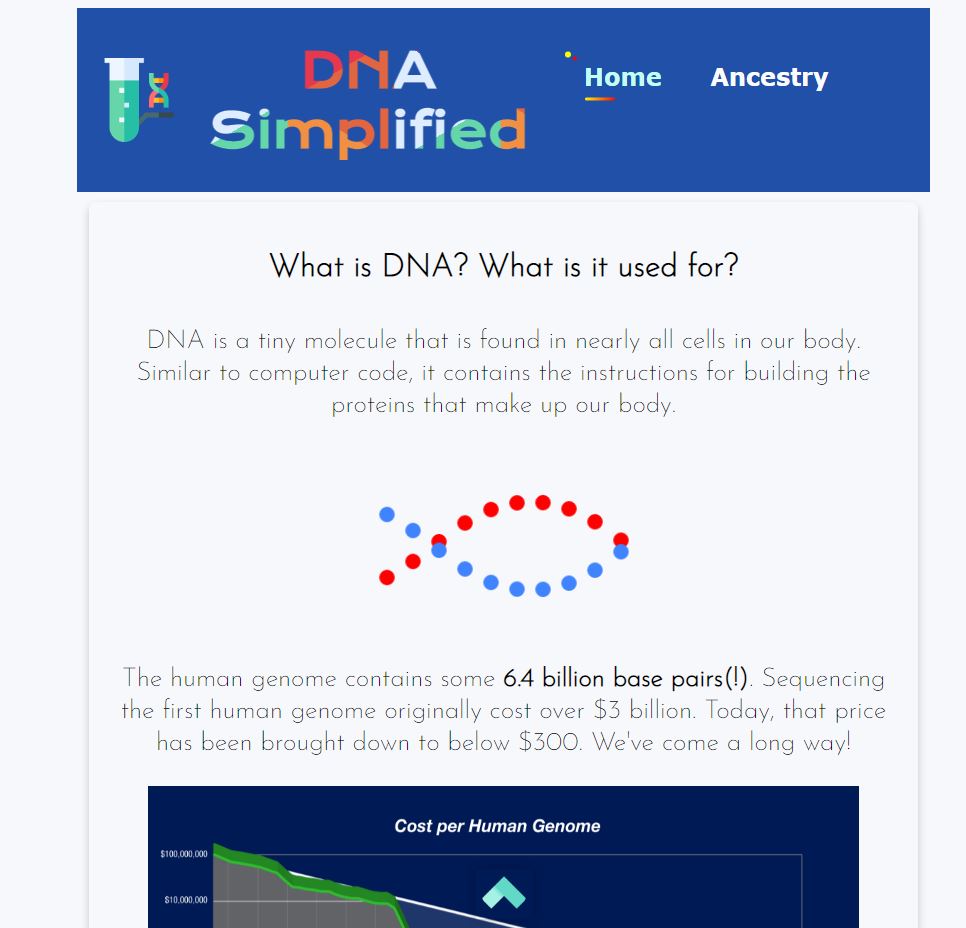 DNA
Simplified
Home
Ancestry
What is DNA? What is it used for?
DNA is a tiny molecule that is found in nearly all cells in our body.
Similar to computer code, it contains the instructions for building the
proteins that make up our body.
The human genome contains some 6.4 billion base pairs(!). Sequencing
the first human genome originally cost over $3 billion. Today, that price
has been brought down to below $300. We've come a long way!
Cost per Human Genome
$100,000,000
$10,000,000